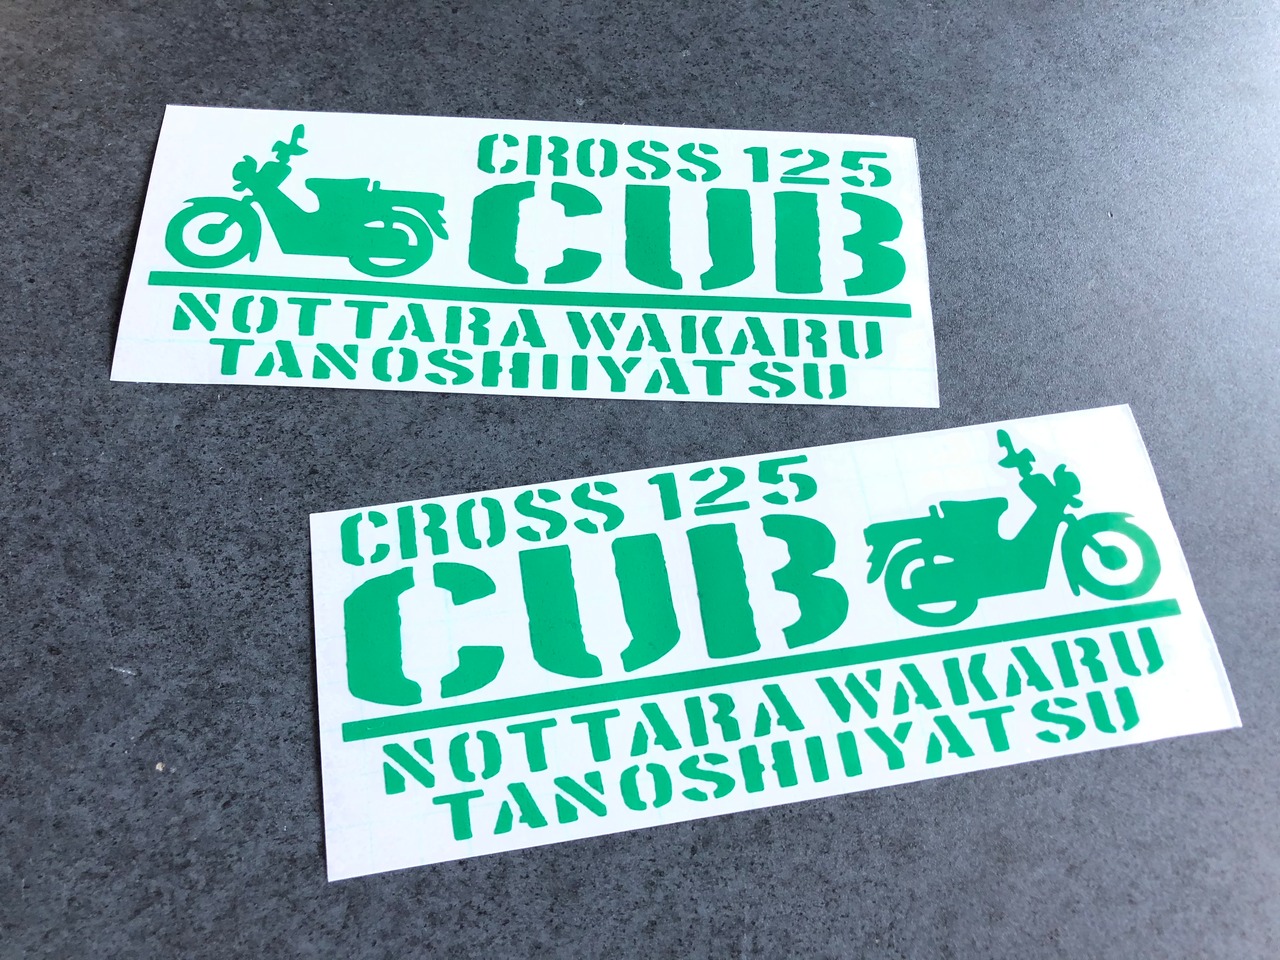 CROSS 125
CUB
NOTTARA WAKARU
TANOSHIIYATSU
CROSS 125
CUB
NOTTARA WAKARU
TANOSHIIYATSU